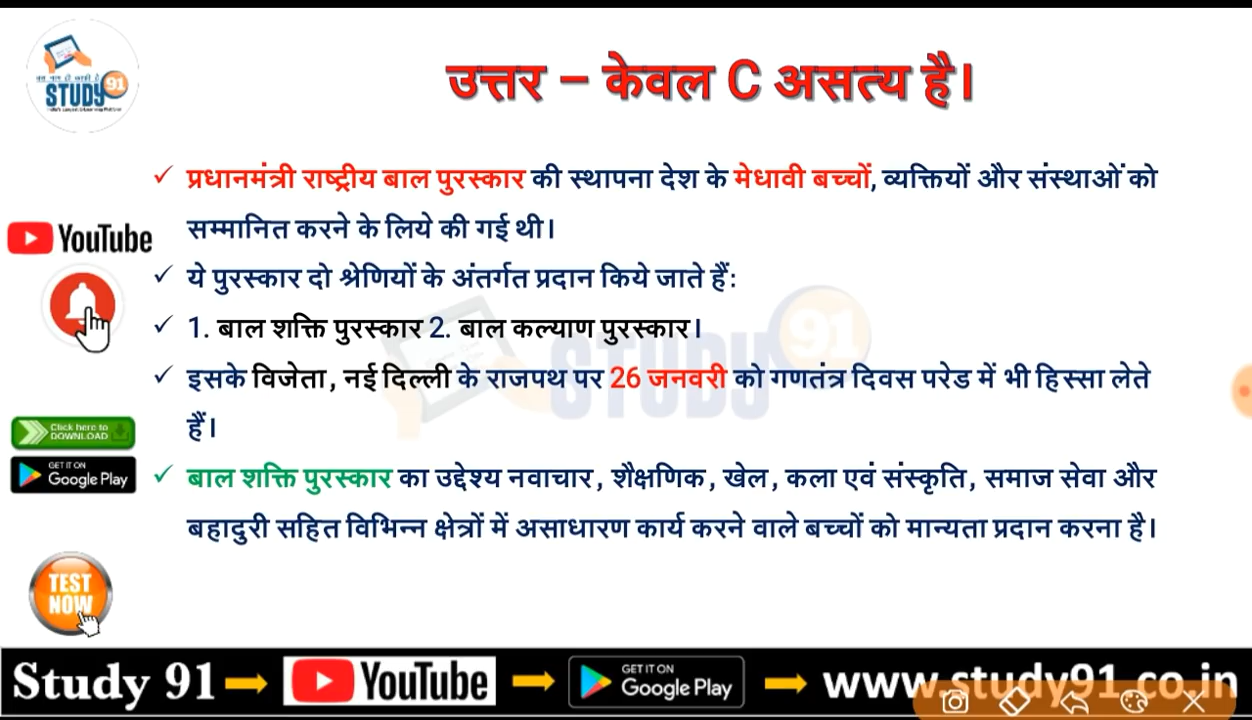 STUDY 91
उत्तर – केवल C असत्य है।
✓ प्रधानमंत्री राष्ट्रीय बाल पुरस्कार की स्थापना देश के मेधावी बच्चों, व्यक्तियों और संस्थाओं को
सम्मानित करने के लिये की गई थी।
YouTube
✓ ये पुरस्कार दो श्रेणियों के अंतर्गत प्रदान किये जाते हैं:
✓ 1. बाल शक्ति पुरस्कार 2. बाल कल्याण पुरस्कार।
STUDY 91
✓ इसके विजेता, नई दिल्ली के राजपथ पर 26 जनवरी को गणतंत्र दिवस परेड में भी हिस्सा लेते
हैं।
Click here to
DOWNLOAD
GET IT ON
Google Play
✓ बाल शक्ति पुरस्कार का उद्देश्य नवाचार, शैक्षणिक, खेल, कला एवं संस्कृति, समाज सेवा और
बहादुरी सहित विभिन्न क्षेत्रों में असाधारण कार्य करने वाले बच्चों को मान्यता प्रदान करना है।
TEST
NOW
Study 91 YouTube GET IT ON Google Play www.study91.co.in